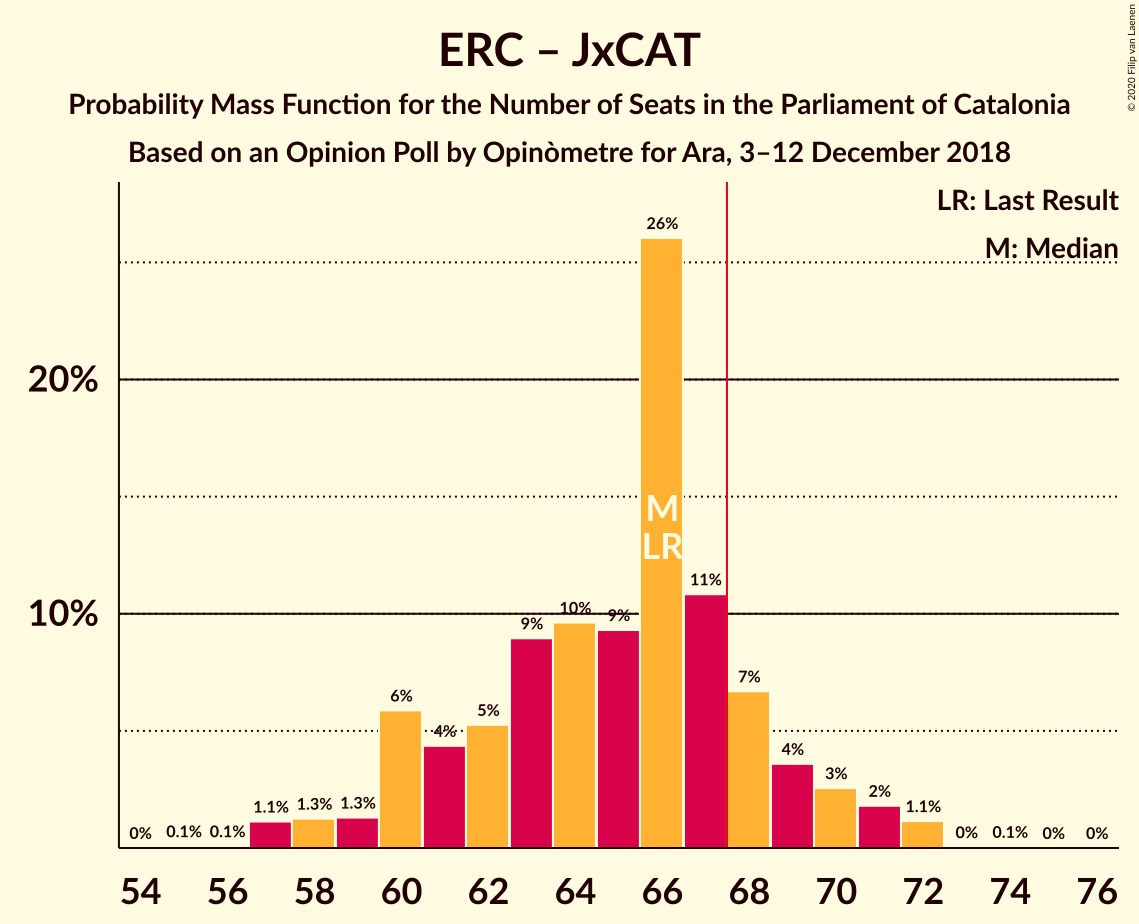 ERC – JxCAT
Probability Mass Function for the Number of Seats in the Parliament of Catalonia
Based on an Opinion Poll by Opinòmetre for Ara, 3–12 December 2018
© 2020 Filip van Laenen
LR: Last Result
M: Median
20%
10%
0%
0.1%
0.1%
1.1%
1.3%
1.3%
6%
4%
5%
9%
10%
9%
26%
M
LR
11%
7%
4%
3%
2%
1.1%
0%
0.1%
0%
0%
54 56 58 60 62 64 66 68 70 72 74 76